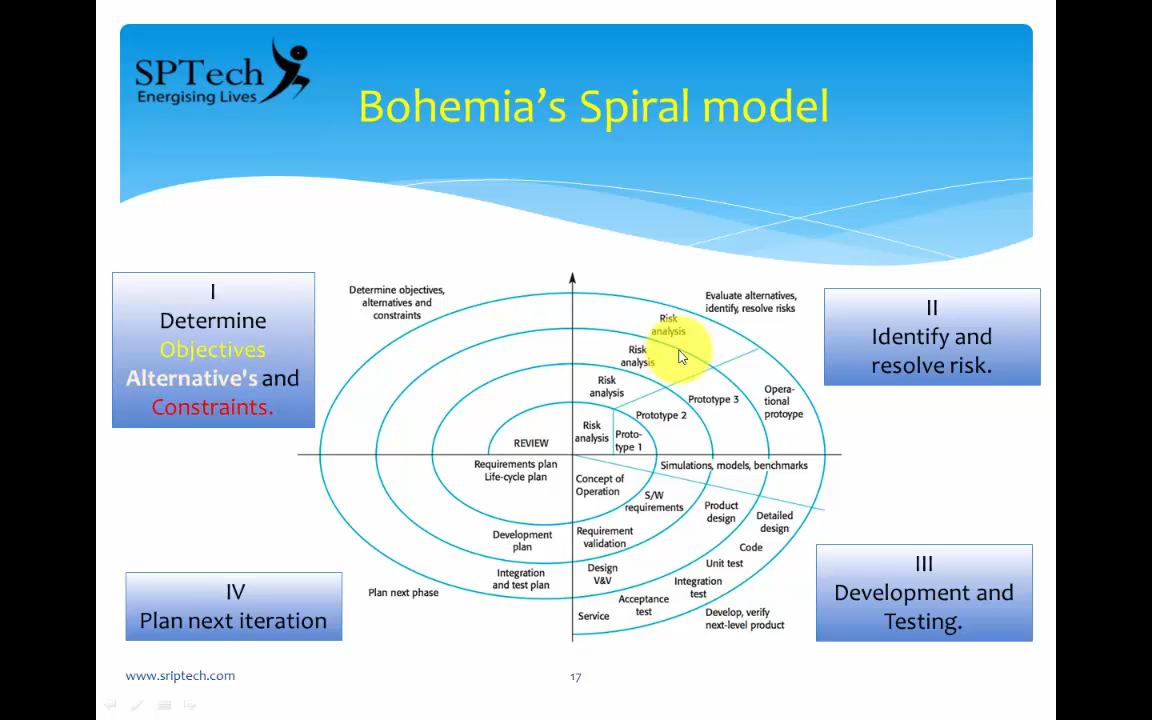 SPTech
Energising Lives
Bohemia's Spiral model
I
Determine
Objectives
Alternative's and
Constraints.
Determine objectives,
alternatives and
constraints
Evaluate alternatives,
identify, resolve risks
II
Identify and
resolve risk.
Risk
analysis
Risk
analysis
Risk
analysis
Risk
analysis
Opera-
tional
protoype
Prototype 3
Prototype 2
Proto-
type 1
REVIEW
Requirements plan
Life-cycle plan
Simulations, models, benchmarks
Concept of
Operation
S/W
requirements
Product
design
Detailed
design
Development
plan
Requirement
validation
Code
Unit test
Integration
and test plan
Design
V&V
Integration
test
Plan next phase
Acceptance
test
Service
Develop, verify
next-level product
IV
Plan next iteration
III
Development and
Testing.
www.sriptech.com
17